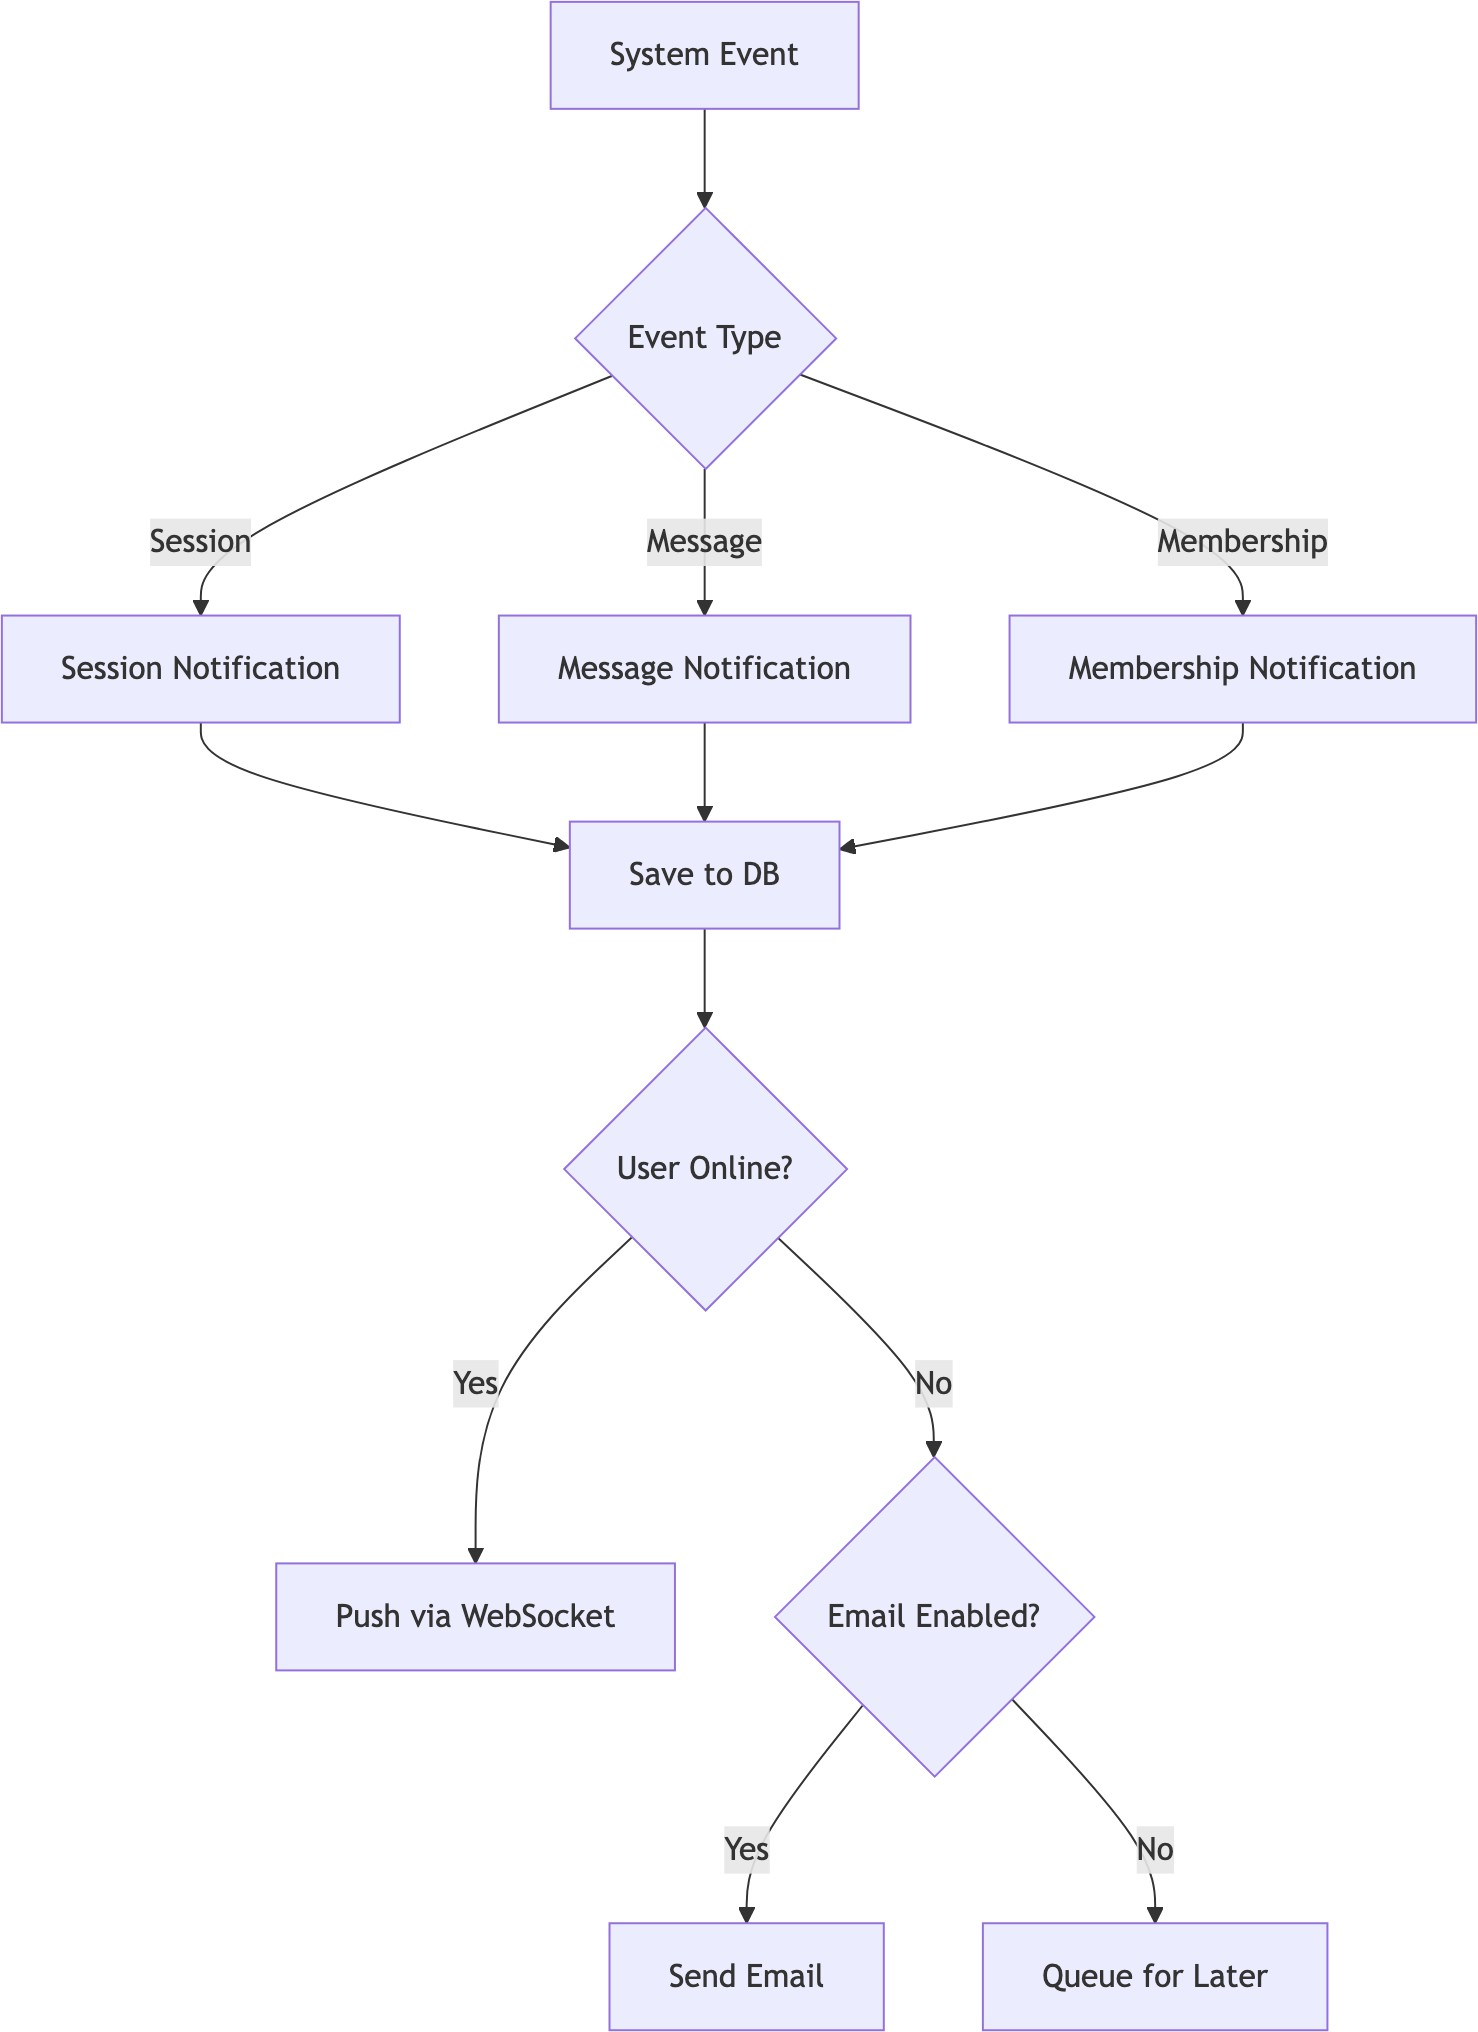 System Event
Event Type
Session
Message
Membership
Session Notification
Message Notification
Membership Notification
Save to DB
User Online?
Yes
No
Push via WebSocket
Email Enabled?
Yes
No
Send Email
Queue for Later